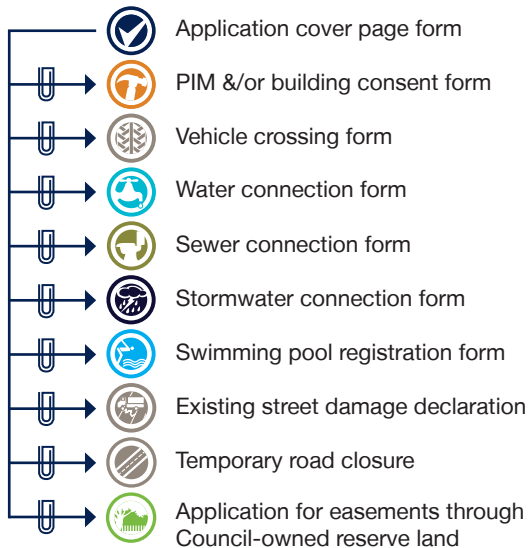 Application cover page form
PIM &/or building consent form
Vehicle crossing form
Water connection form
Sewer connection form
Stormwater connection form
Swimming pool registration form
Existing street damage declaration
Temporary road closure
Application for easements through
Council-owned reserve land